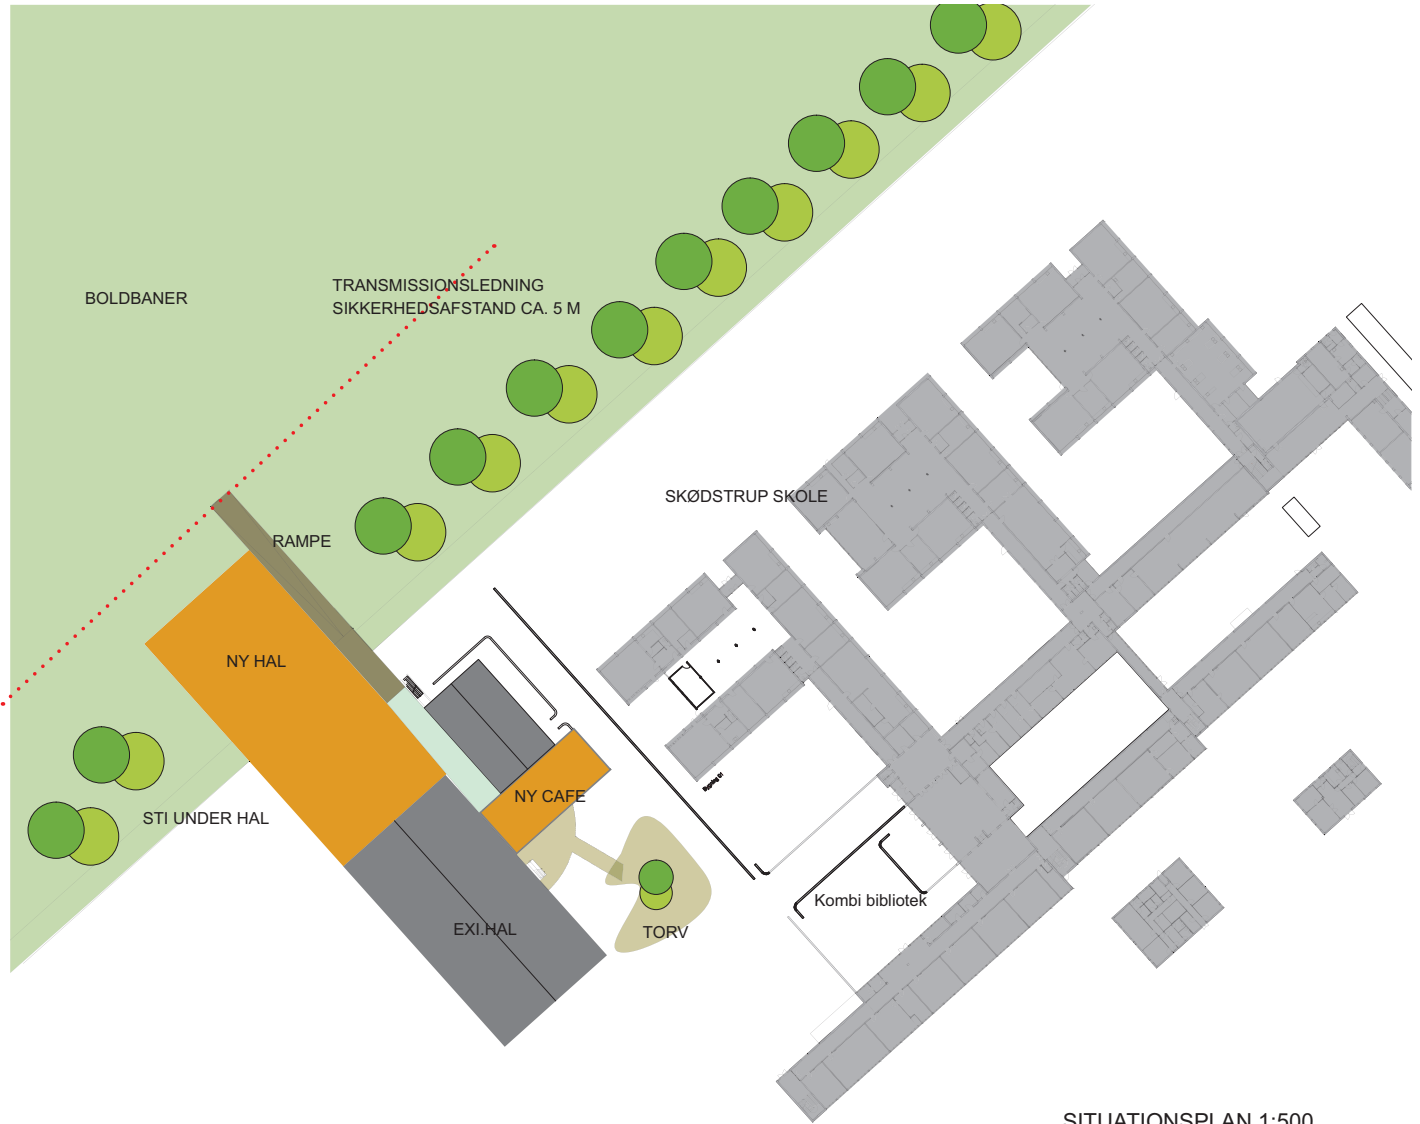 TRANSMISSIONSLEDNING
SIKKERHEDSAFSTAND CA. 5 M
BOLDBANER
SKØDSTRUP SKOLE
RAMPE
NY HAL
NY CAFE
STI UNDER HAL
Kombi bibliotek
EXI.HAL
TORV
SITUATIONSPLAN 1:500